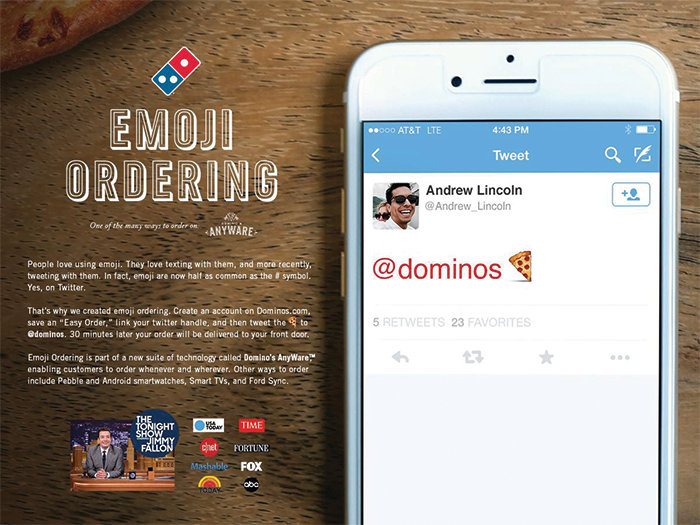 EMOJI
ORDERING
One of the many ways to order on
DOMINO'S
ANYWARE
People love using emoji. They love texting with them, and more recently,
tweeting with them. In fact, emoji are now half as common as the # symbol.
Yes, on Twitter.
That's why we created emoji ordering. Create an account on Dominos.com,
save an "Easy Order," link your twitter handle, and then tweet the 🍕 to
@dominos. 30 minutes later your order will be delivered to your front door.
Emoji Ordering is part of a new suite of technology called Domino's AnyWare,™
enabling customers to order whenever and wherever. Other ways to order
include Pebble and Android smartwatches, Smart TVs, and Ford Sync.
THE
TONIGHT
SHOW
JIMMY
FALLON
USA
TODAY
TIME
c|net
FORTUNE
Mashable
FOX
TODAY
abc
AT&T LTE
4:43 PM
Tweet
Andrew Lincoln
@Andrew_Lincoln
@dominos 🍕
5 RETWEETS 23 FAVORITES